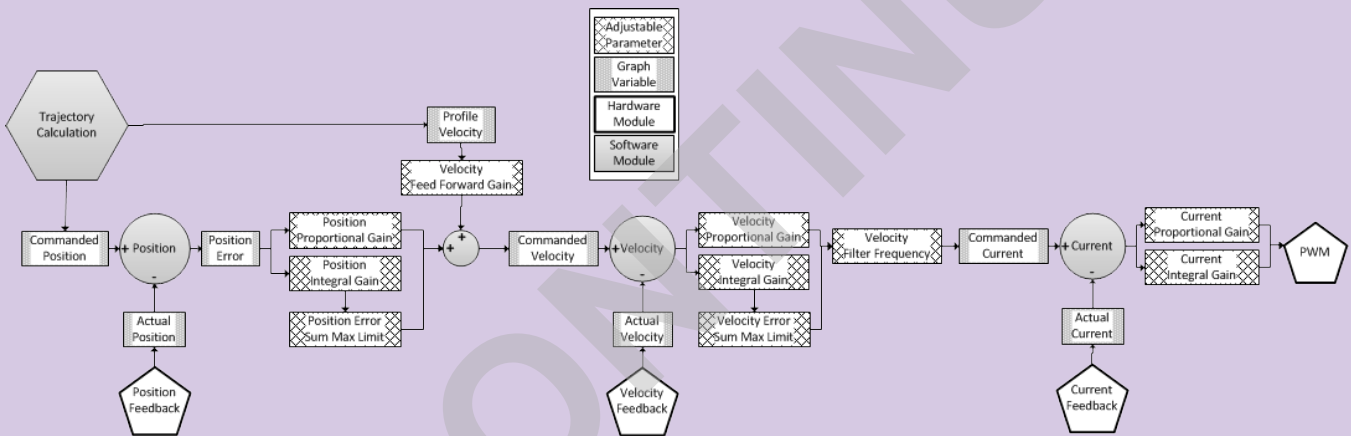 Adjustable
Parameter
Graph
Variable
Hardware
Module
Software
Module
Trajectory
Calculation
Profile
Velocity
Velocity
Feed Forward Gain
Commanded
Position
+ Position
-
Position
Error
Position
Proportional Gain
Position
Integral Gain
Position Error
Sum Max Limit
+
+
Commanded
Velocity
+ Velocity
-
Velocity
Proportional Gain
Velocity
Integral Gain
Velocity Error
Sum Max Limit
Velocity
Filter Frequency
Commanded
Current
+ Current
-
Current
Proportional Gain
Current
Integral Gain
PWM
Actual
Position
Position
Feedback
Actual
Velocity
Velocity
Feedback
Actual
Current
Current
Feedback
ONTING